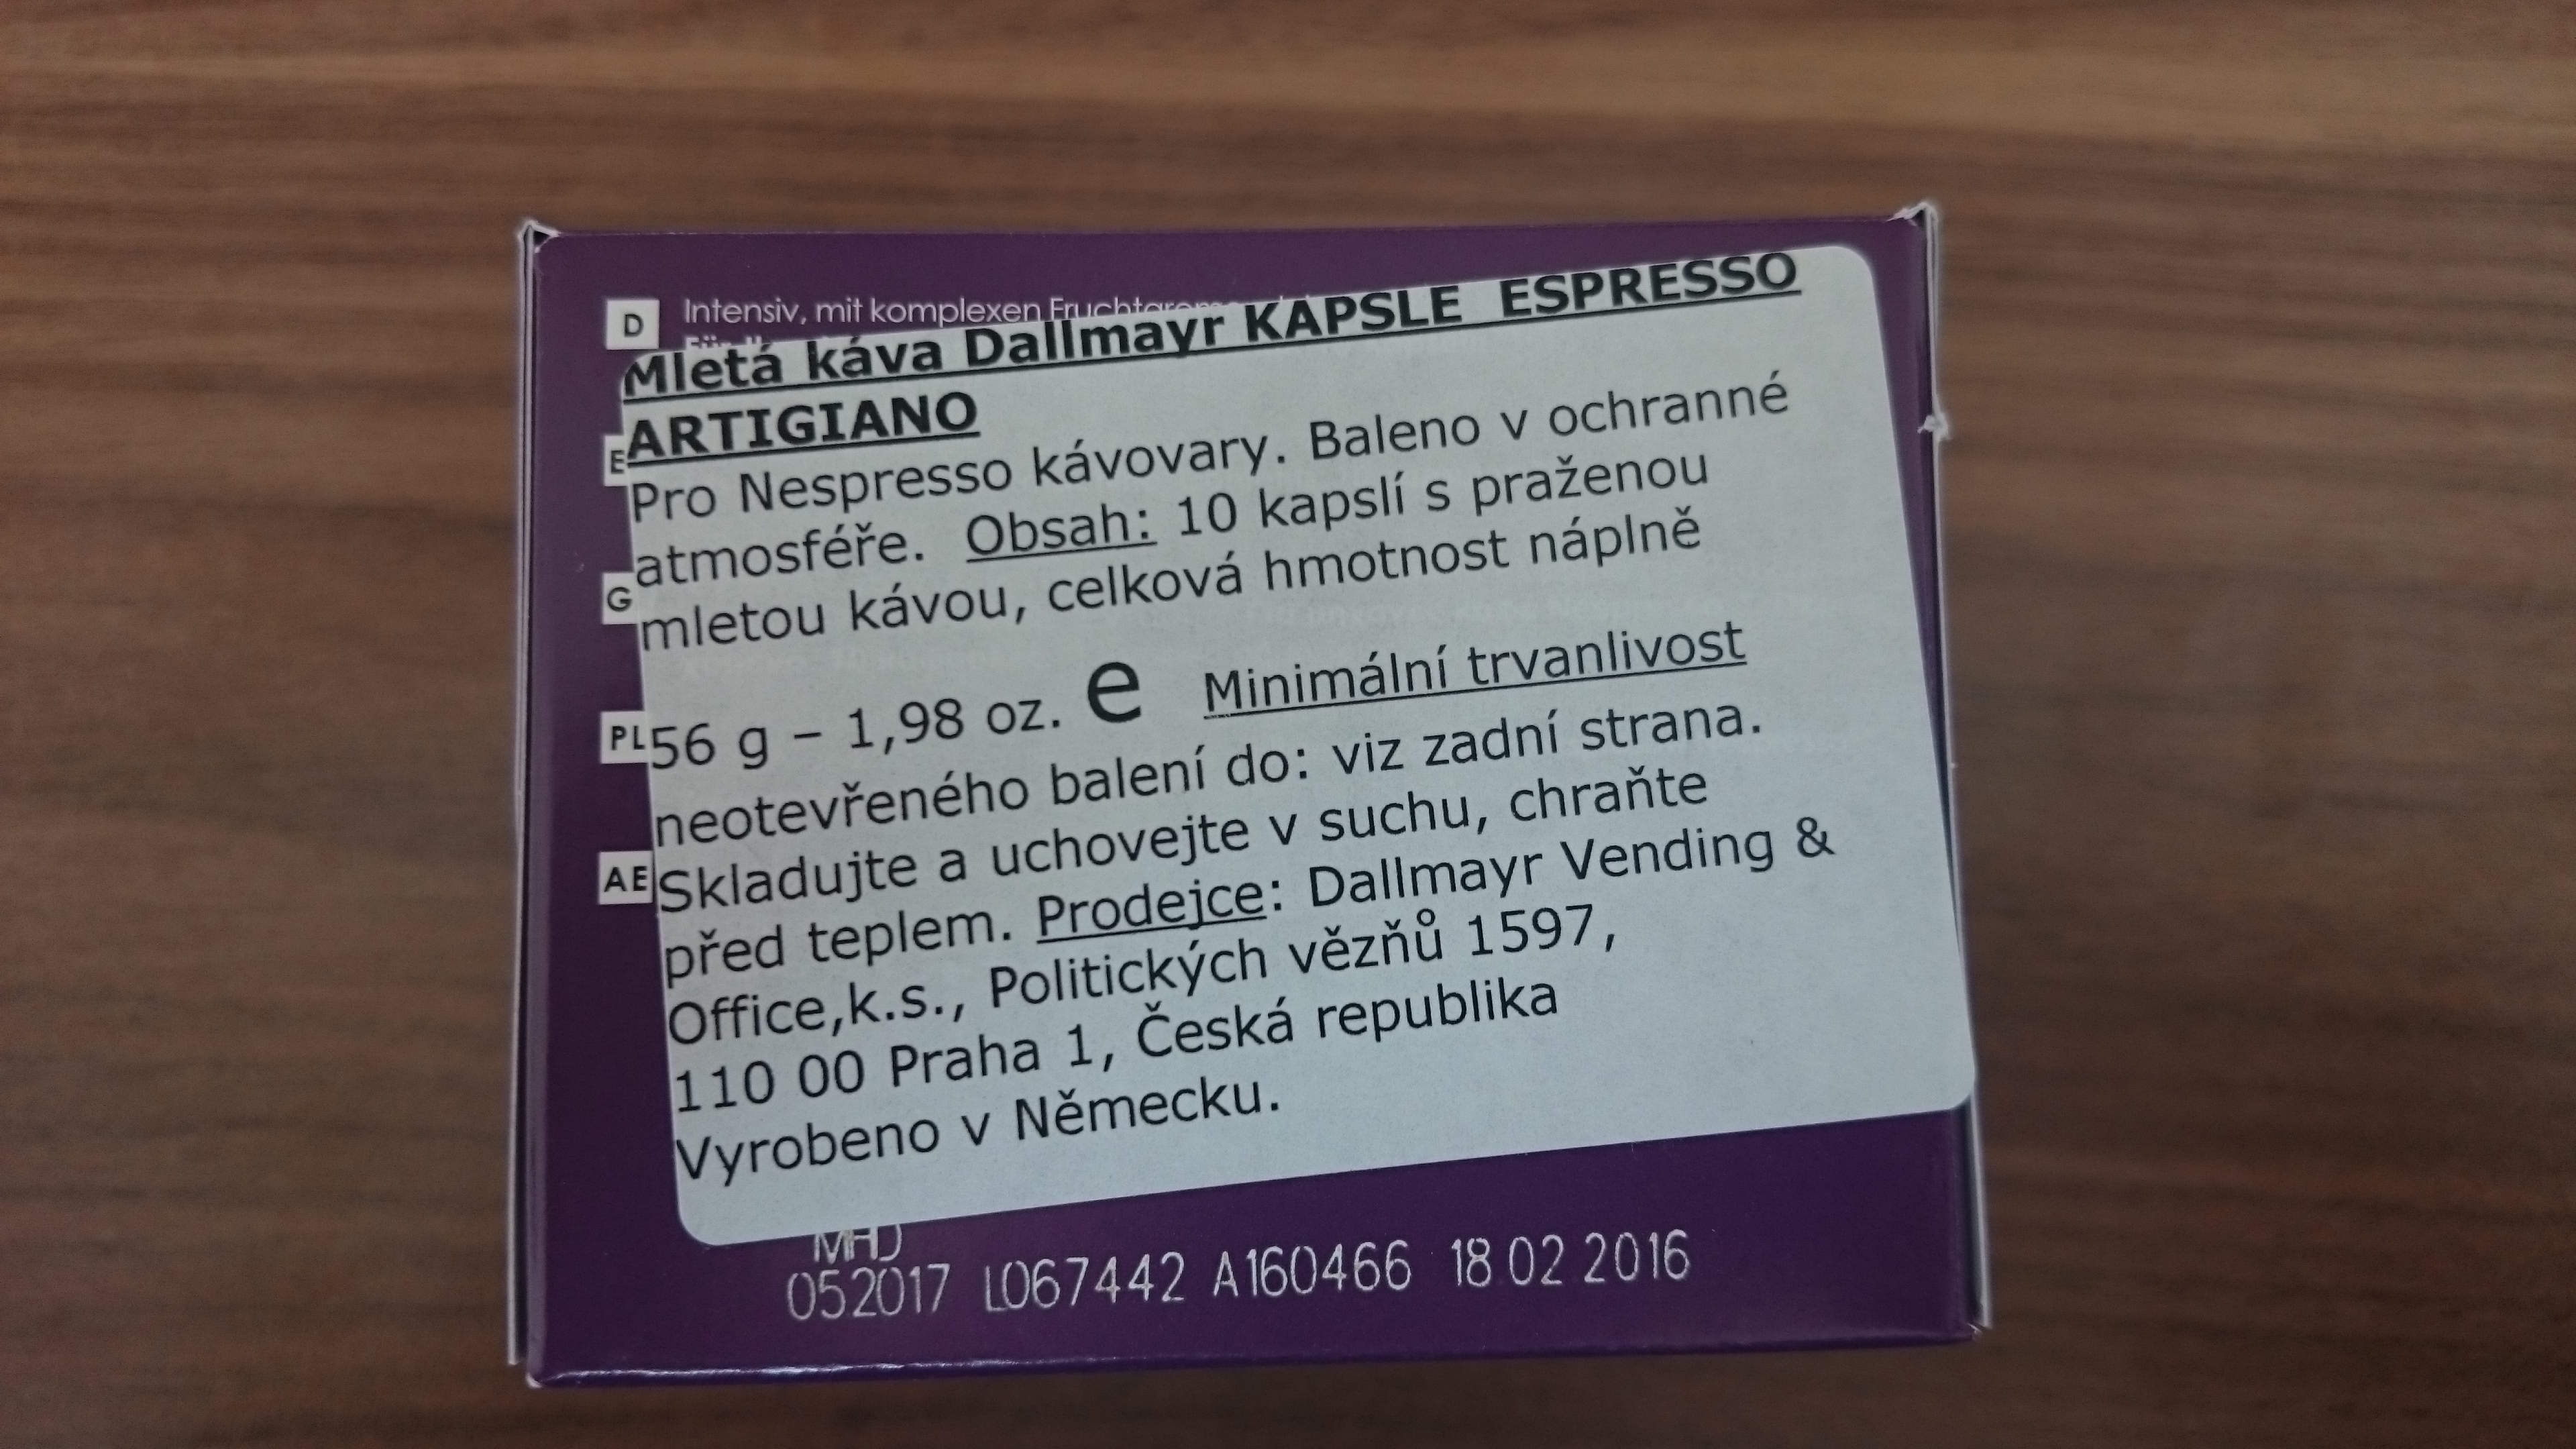 D Intensiv, mit komplexen
Mletá káva Dallmayr KAPSLE ESPRESSO
ARTIGIANO
E
Pro Nespresso kávovary. Baleno v ochranné
atmosféře. Obsah: 10 kapslí s praženou
G
mletou kávou, celková hmotnost náplně
PL
56 g – 1,98 oz. e Minimální trvanlivost
neotevřeného balení do: viz zadní strana.
AE
Skladujte a uchovejte v suchu, chraňte
před teplem. Prodejce: Dallmayr Vending &
Office,k.s., Politických vězňů 1597,
110 00 Praha 1, Česká republika
Vyrobeno v Německu.
MHD
052017 L067442 A160466 18 02 2016